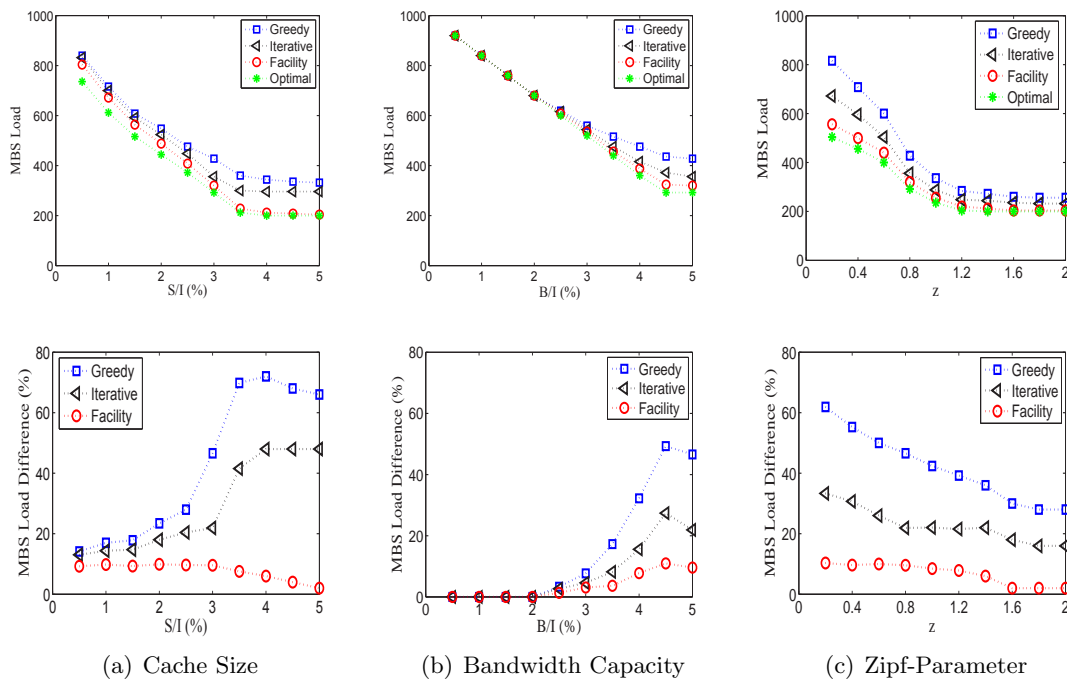 1000
800
600
400
200
0
MBS Load
0 1 2 3 4 5
S/I (%)
Greedy
Iterative
Facility
Optimal
1000
800
600
400
200
0
MBS Load
0 1 2 3 4 5
B/I (%)
Greedy
Iterative
Facility
Optimal
1000
800
600
400
200
0
MBS Load
0 0.4 0.8 1.2 1.6 2
z
Greedy
Iterative
Facility
Optimal
80
60
40
20
0
MBS Load Difference (%)
0 1 2 3 4 5
S/I (%)
Greedy
Iterative
Facility
80
60
40
20
0
MBS Load Difference (%)
0 1 2 3 4 5
B/I (%)
Greedy
Iterative
Facility
80
60
40
20
0
MBS Load Difference (%)
0 0.4 0.8 1.2 1.6 2
z
Greedy
Iterative
Facility
(a) Cache Size
(b) Bandwidth Capacity
(c) Zipf-Parameter